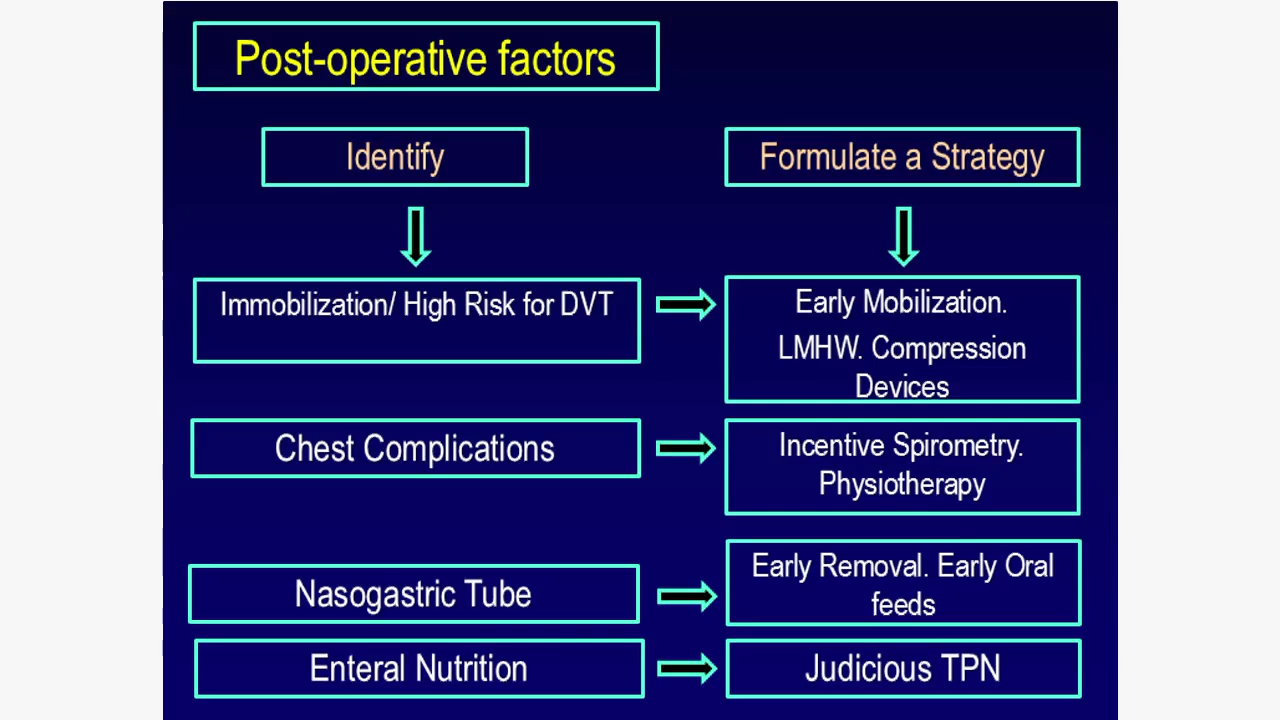 Post-operative factors
Identify
Formulate a Strategy
Immobilization/ High Risk for DVT
Early Mobilization.
LMHW. Compression
Devices
Chest Complications
Incentive Spirometry.
Physiotherapy
Nasogastric Tube
Early Removal. Early Oral
feeds
Enteral Nutrition
Judicious TPN